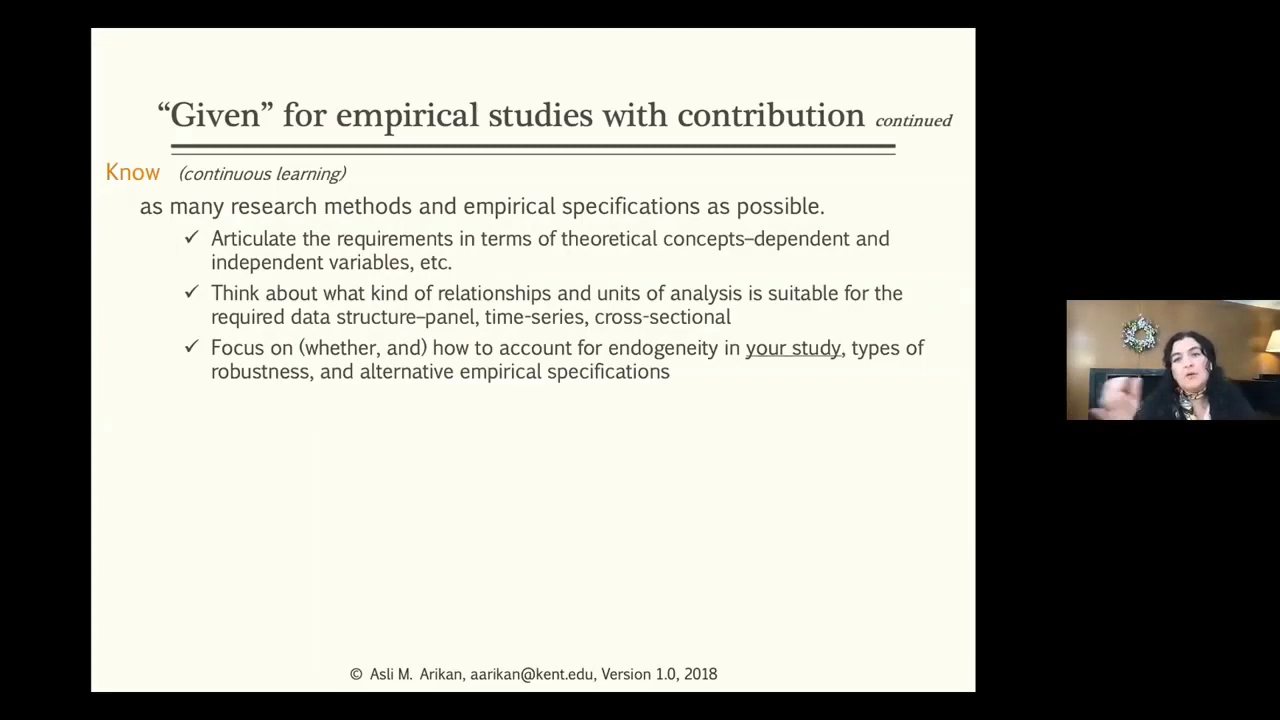 “Given” for empirical studies with contribution continued
Know (continuous learning)
as many research methods and empirical specifications as possible.
✓ Articulate the requirements in terms of theoretical concepts–dependent and
independent variables, etc.
✓ Think about what kind of relationships and units of analysis is suitable for the
required data structure–panel, time-series, cross-sectional
✓ Focus on (whether, and) how to account for endogeneity in your study, types of
robustness, and alternative empirical specifications
© Asli M. Arikan, aarikan@kent.edu, Version 1.0, 2018